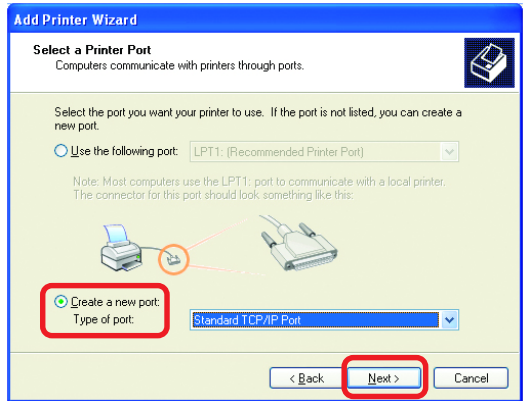 Add Printer Wizard
Select a Printer Port
Computers communicate with printers through ports.
Select the port you want your printer to use. If the port is not listed, you can create a
new port.
Use the following port: LPT1: (Recommended Printer Port)
Note: Most computers use the LPT1: port to communicate with a local printer.
The connector for this port should look something like this:
Create a new port:
Type of port: Standard TCP/IP Port
< Back Next > Cancel